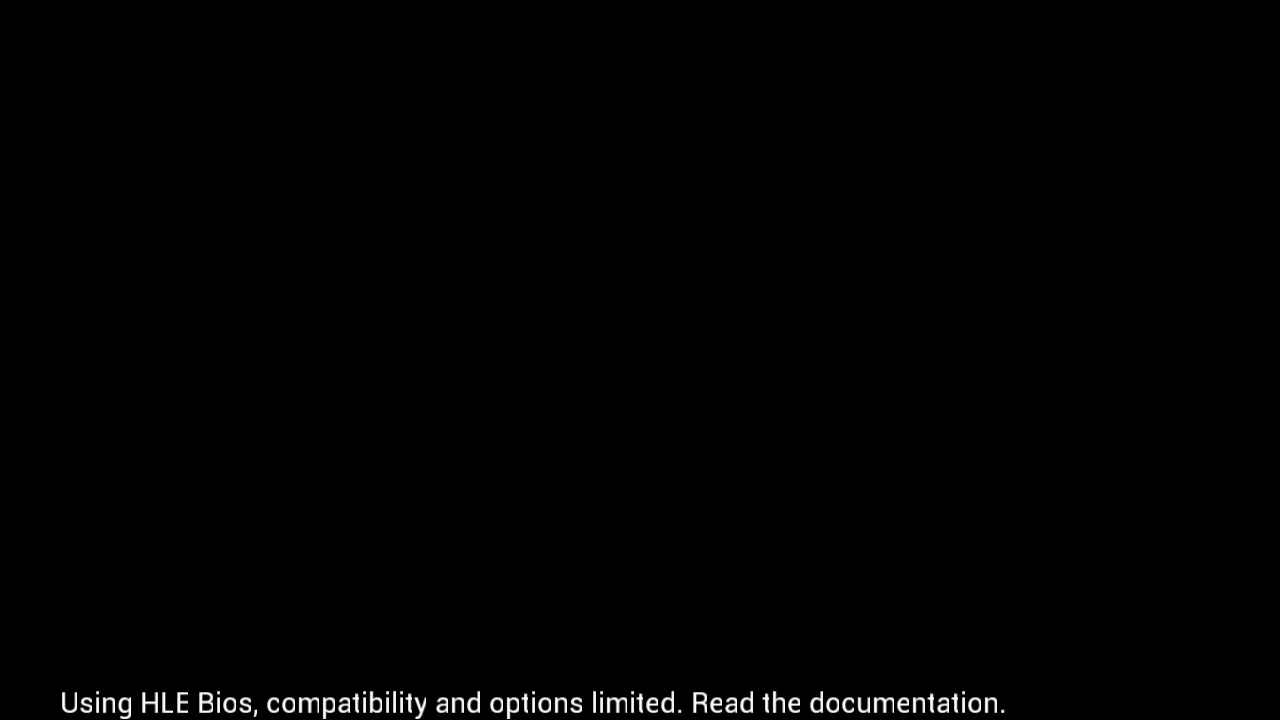 Using HLE Bios, compatibility and options limited. Read the documentation.